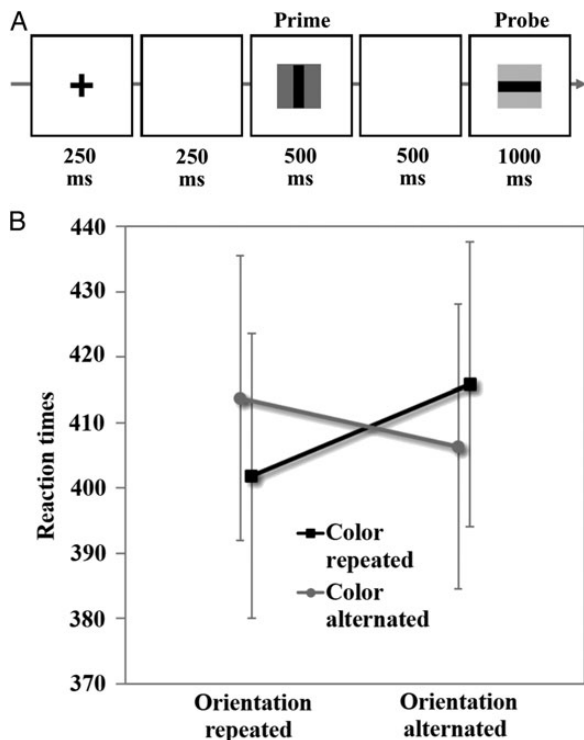 A
Prime
Probe
250
ms
250
ms
500
ms
500
ms
1000
ms
B
440
430
420
410
400
390
380
370
Reaction times
Color
repeated
Color
alternated
Orientation
repeated
Orientation
alternated